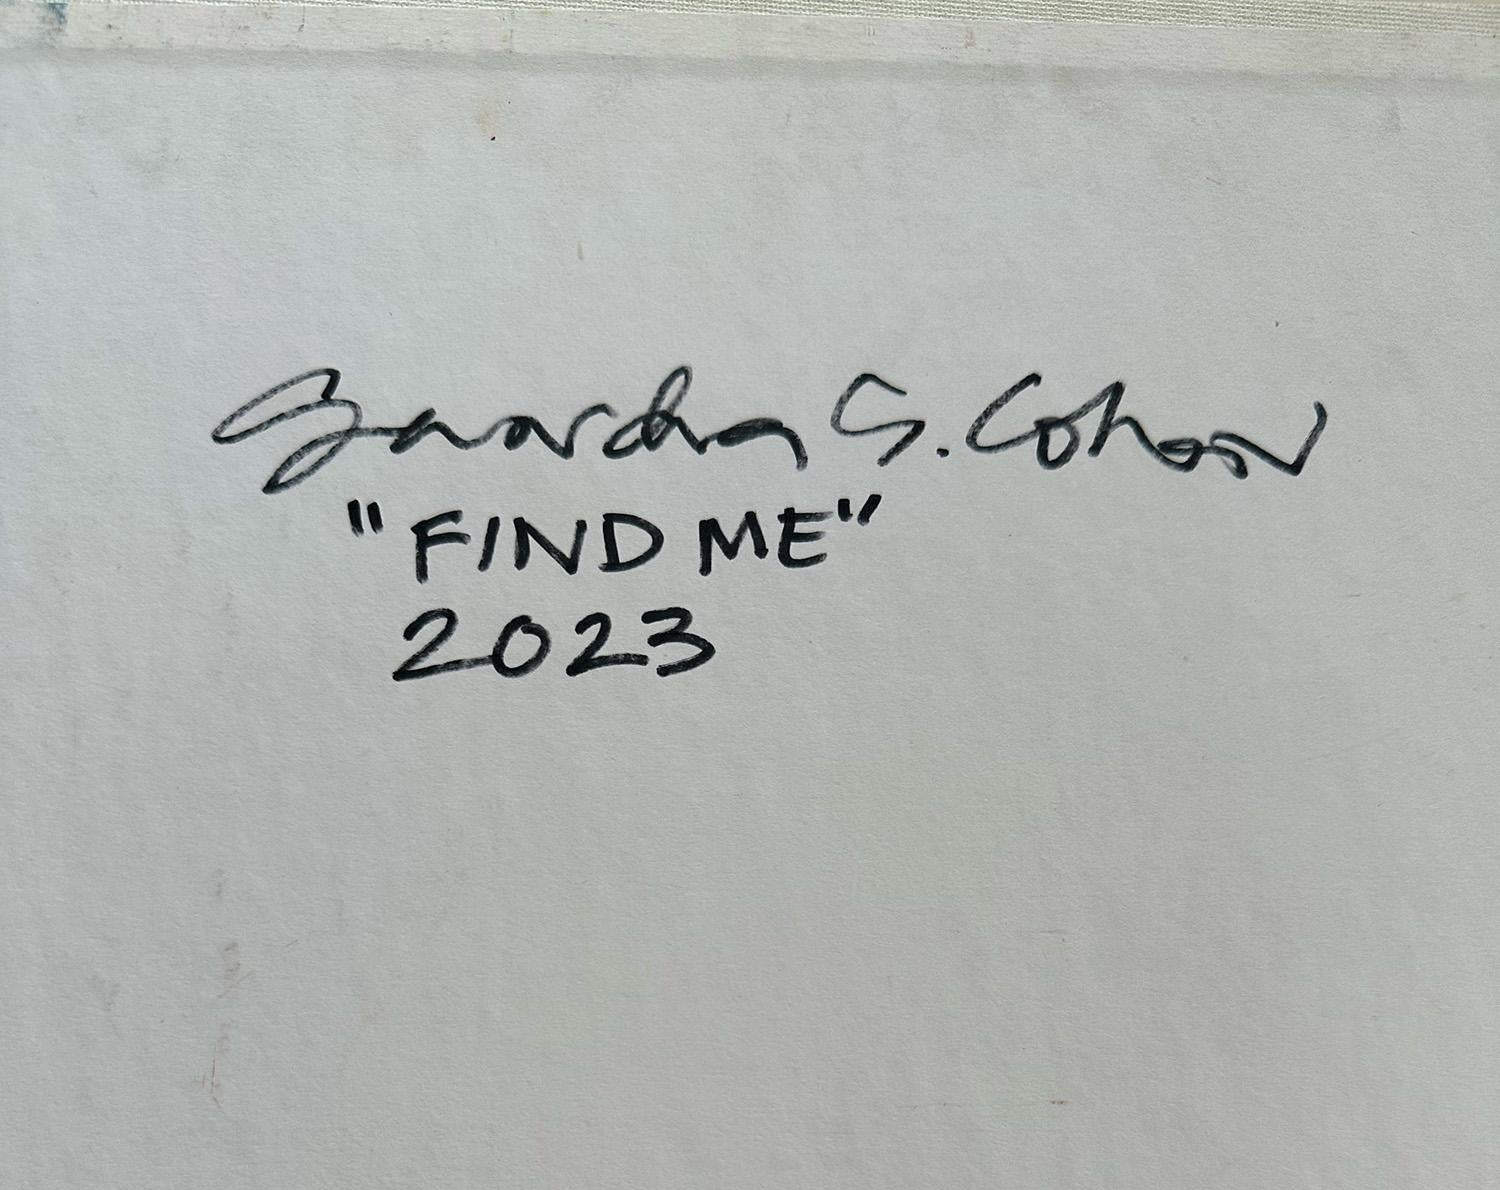 S. Cohen
"FIND ME"
2023